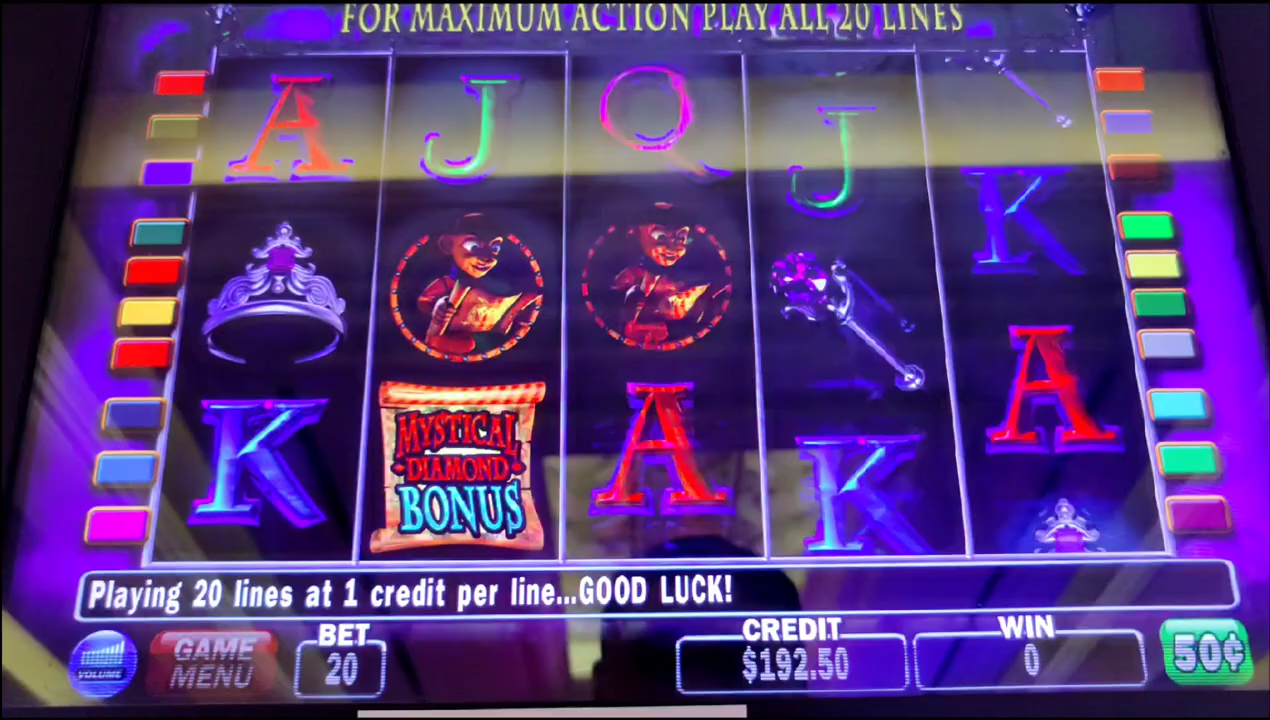 FOR MAXIMUM ACTION PLAY ALL 20 LINES
A J Q J
K
K A K A
MYSTICAL
DIAMOND
BONUS
Playing 20 lines at 1 credit per line...GOOD LUCK!
VOLUME
GAME
MENU
BET
20
CREDIT
$192.50
WIN
0
50¢